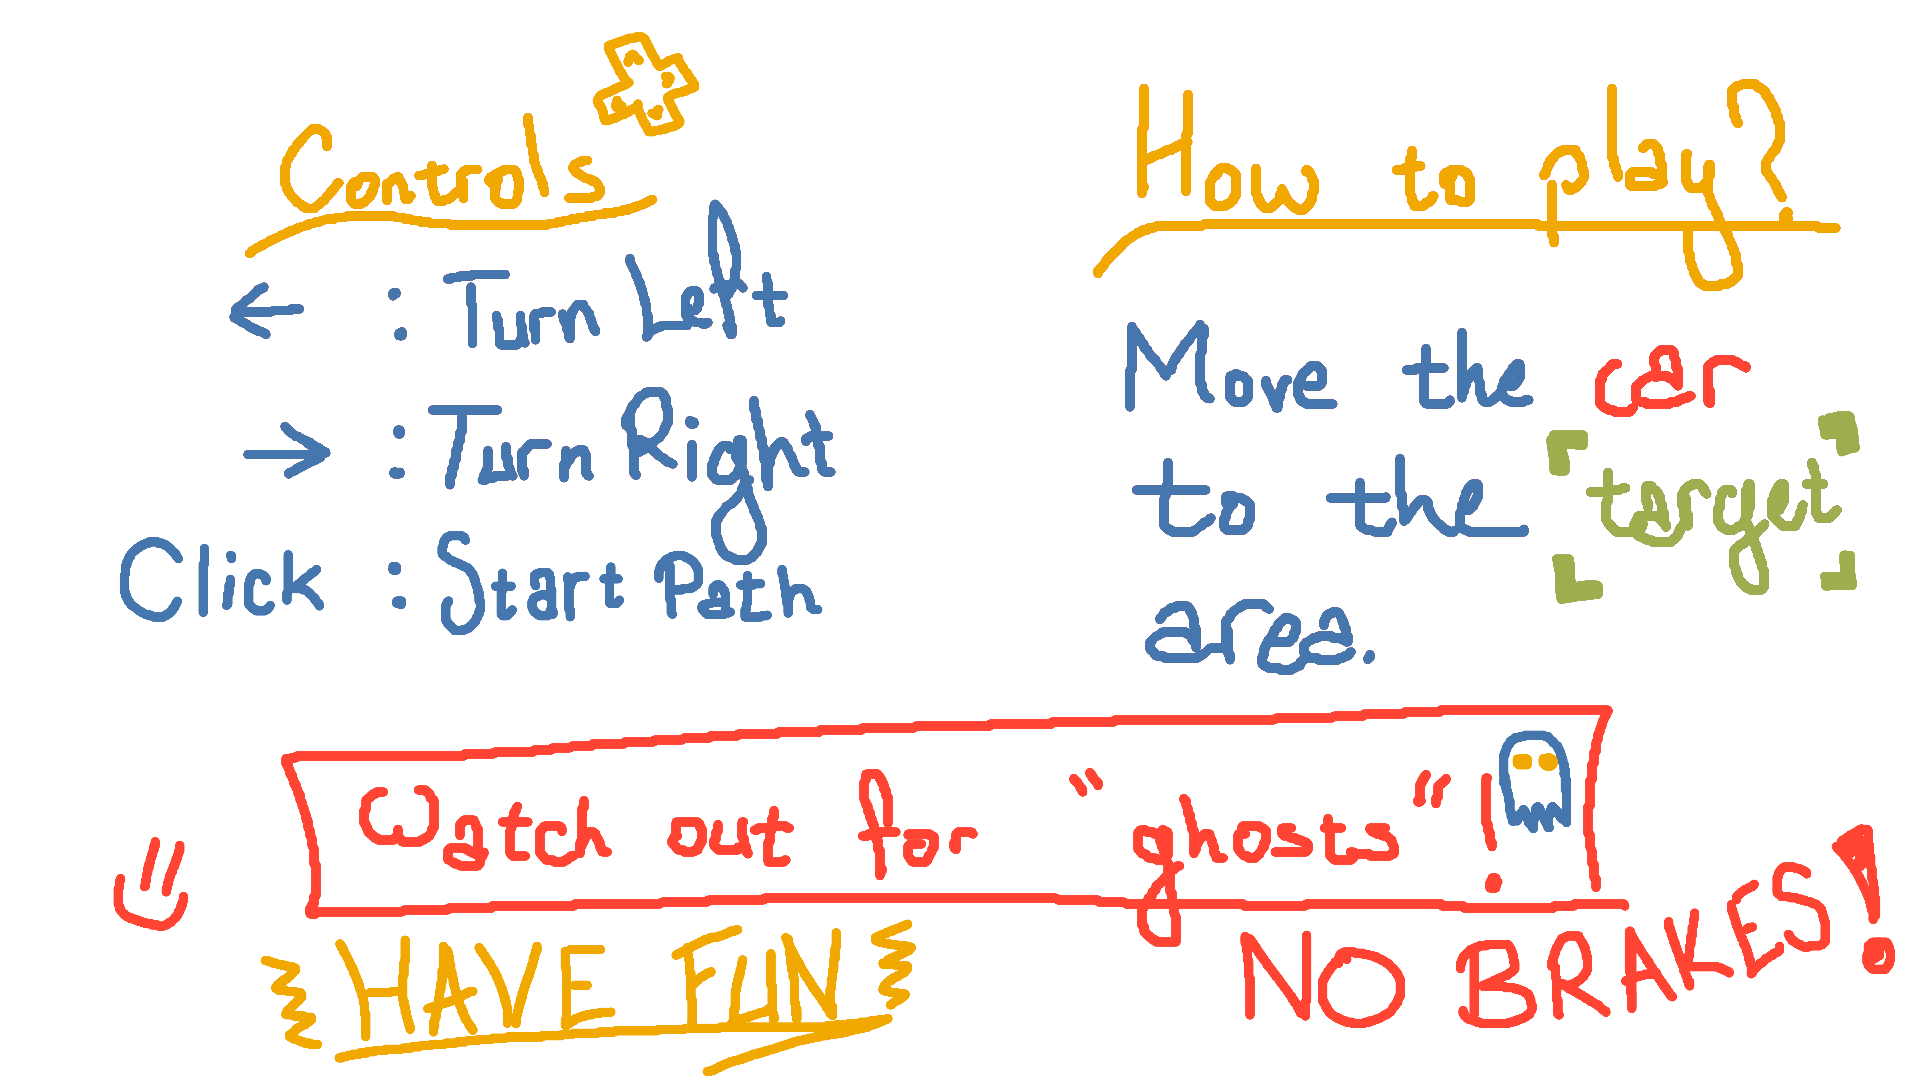 Controls
← : Turn Left
→ : Turn Right
Click : Start Path
How to play?
Move the car
to the target
area.
Watch out for "ghosts"!
HAVE FUN
NO BRAKES!